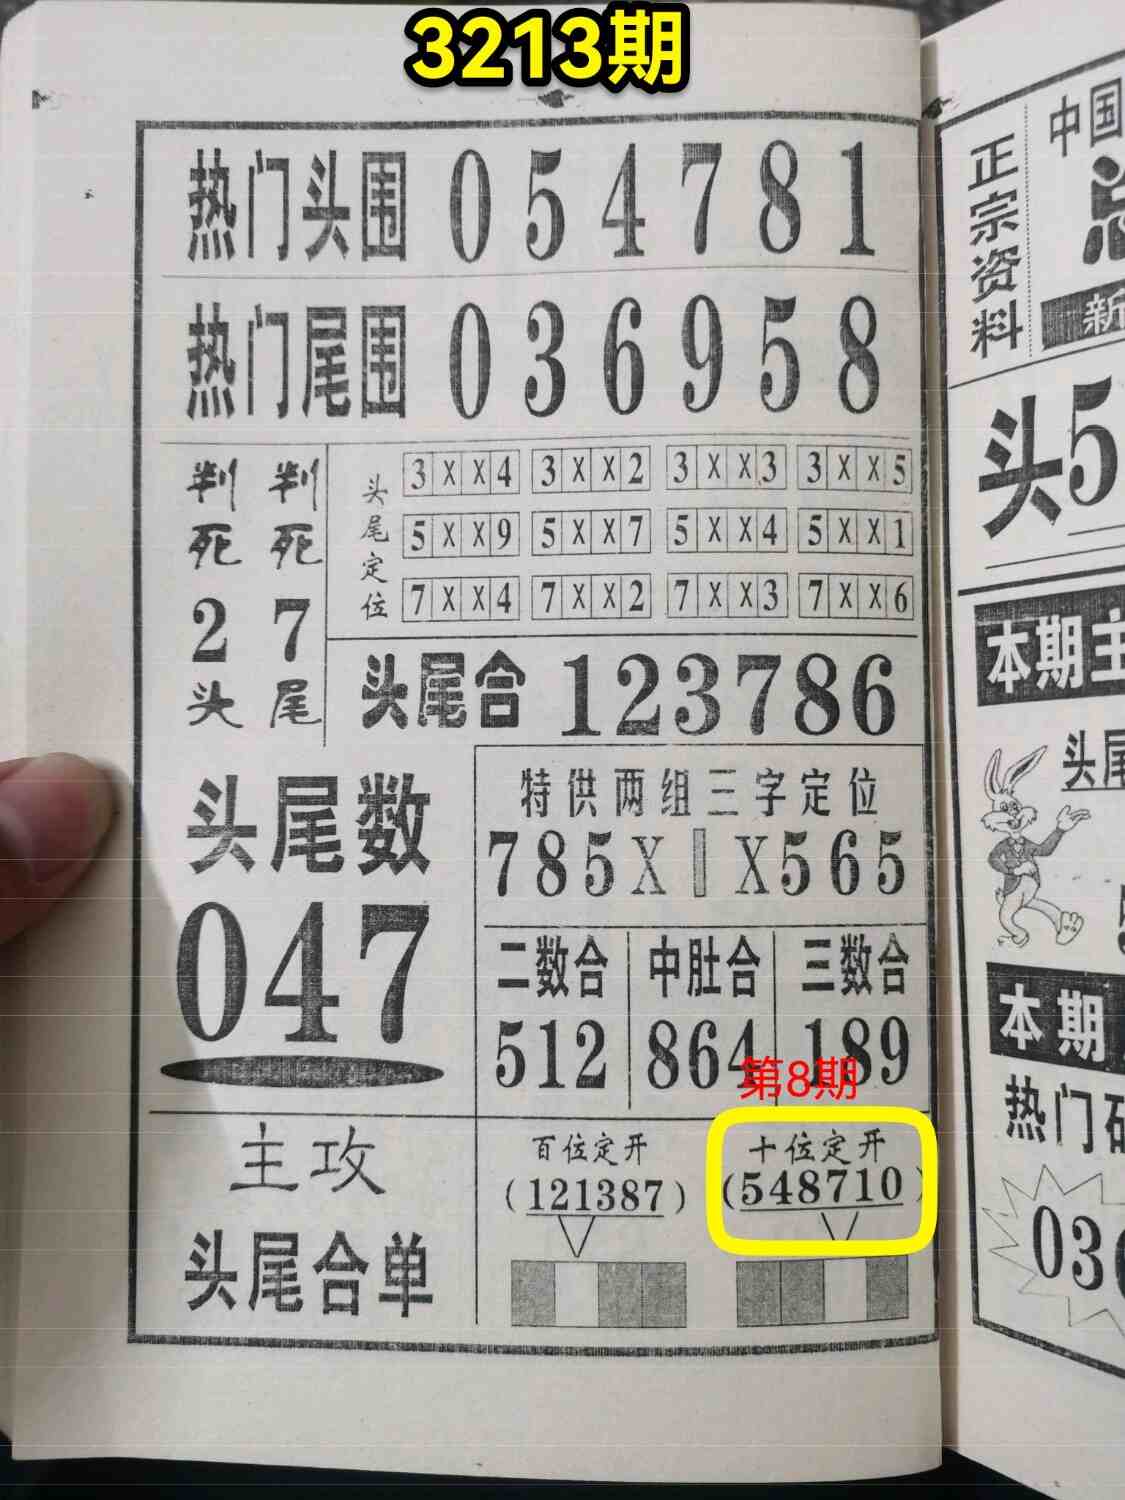 3213期
热门头围 054781
热门尾围 036958
判死2头
判死7尾
头尾定位
3XX4 3XX2 3XX3 3XX5
5XX9 5XX7 5XX4 5XX1
7XX4 7XX2 7XX3 7XX6
头尾合 123786
头尾数
047
特供两组三字定位
785X X565
二数合 中肚合 三数合
512 864 189
第8期
主攻
头尾合单
百位定开
(121387)
十位定开
(548710)
正宗资料
中国
新
头5
本期主
头尾
本期
热门
036